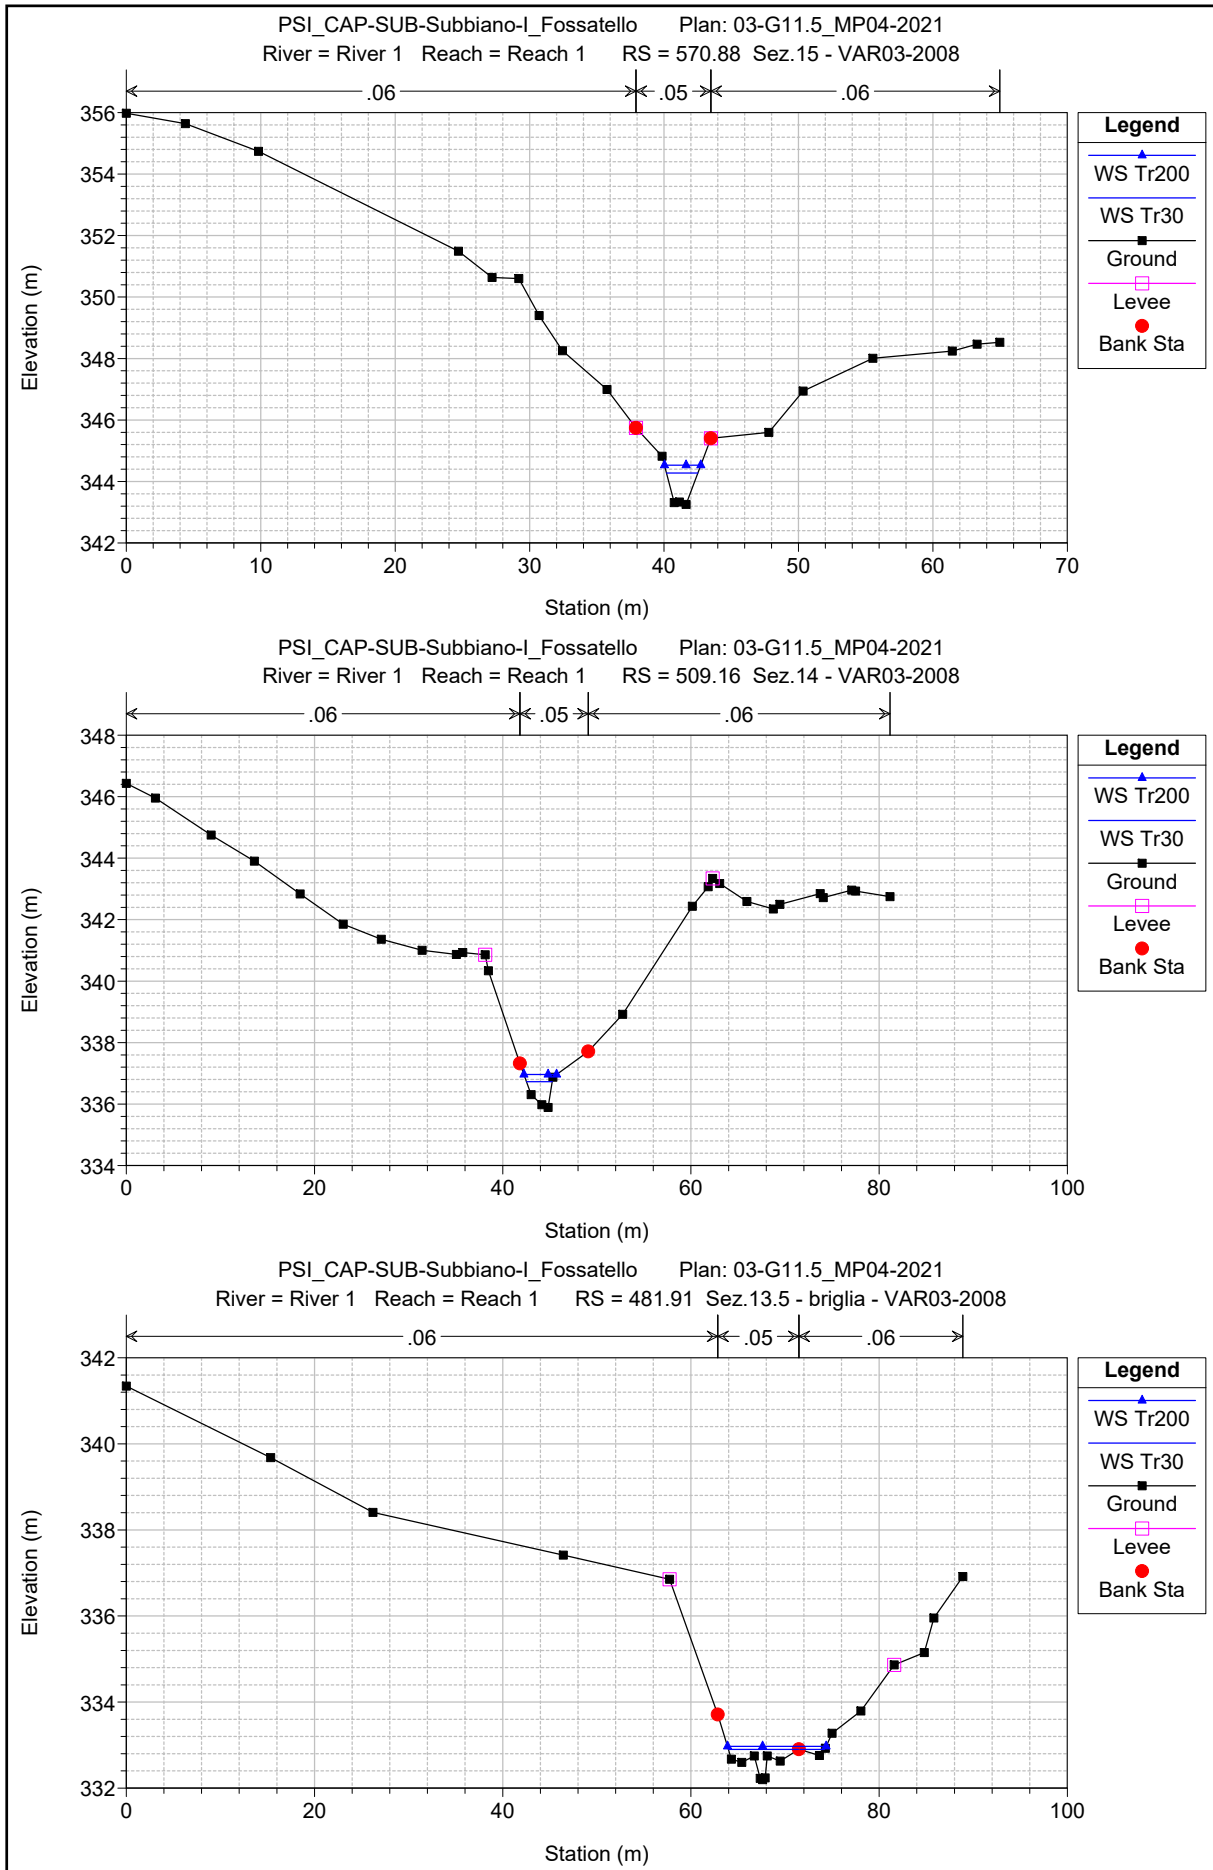 PSI_CAP-SUB-Subbiano-I_Fossatello Plan: 03-G11.5_MP04-2021
River = River 1 Reach = Reach 1 RS = 570.88 Sez.15 - VAR03-2008
.06 .05 .06
356
354
352
350
348
346
344
342
Elevation (m)
0 10 20 30 40 50 60 70
Station (m)
Legend
WS Tr200
WS Tr30
Ground
Levee
Bank Sta
PSI_CAP-SUB-Subbiano-I_Fossatello Plan: 03-G11.5_MP04-2021
River = River 1 Reach = Reach 1 RS = 509.16 Sez.14 - VAR03-2008
.06 .05 .06
348
346
344
342
340
338
336
334
Elevation (m)
0 20 40 60 80 100
Station (m)
Legend
WS Tr200
WS Tr30
Ground
Levee
Bank Sta
PSI_CAP-SUB-Subbiano-I_Fossatello Plan: 03-G11.5_MP04-2021
River = River 1 Reach = Reach 1 RS = 481.91 Sez.13.5 - briglia - VAR03-2008
.06 .05 .06
342
340
338
336
334
332
Elevation (m)
0 20 40 60 80 100
Station (m)
Legend
WS Tr200
WS Tr30
Ground
Levee
Bank Sta